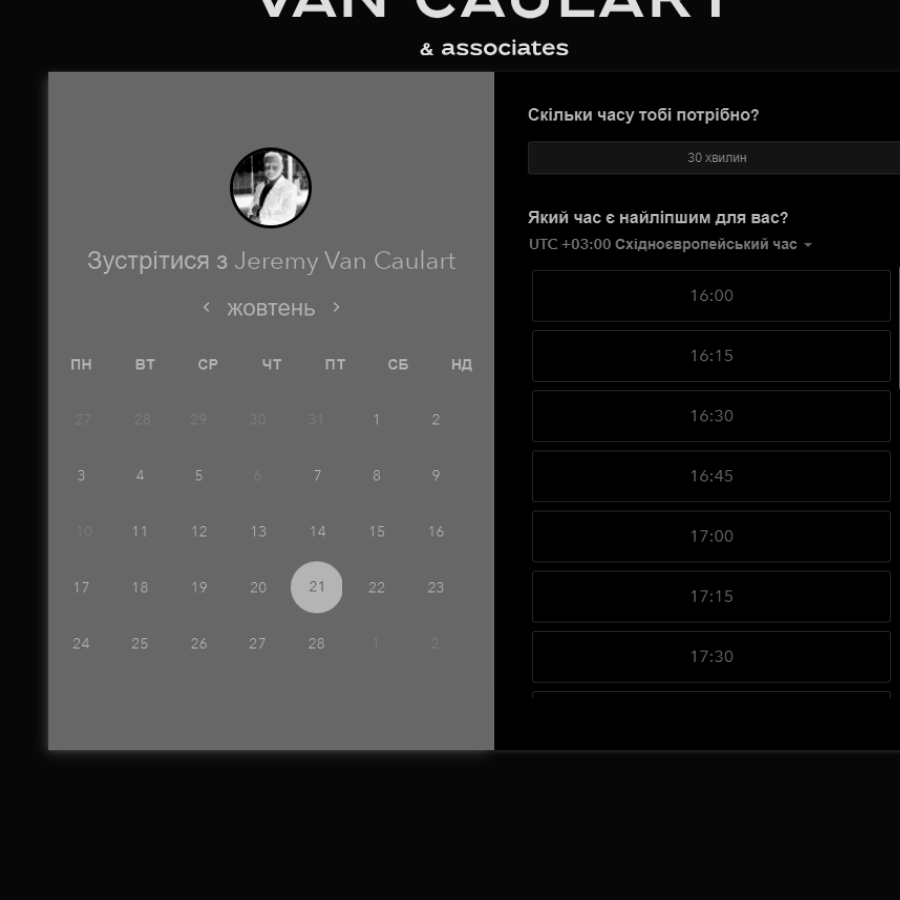 VAN CAULART
& associates
Зустрітися з Jeremy Van Caulart
жовтень
ПН ВТ СР ЧТ ПТ СБ НД
27 28 29 30 31 1 2
3 4 5 6 7 8 9
10 11 12 13 14 15 16
17 18 19 20 21 22 23
24 25 26 27 28 1 2
Скільки часу тобі потрібно?
30 хвилин
Який час є найліпшим для вас?
UTC +03:00 Східноєвропейський час
16:00
16:15
16:30
16:45
17:00
17:15
17:30